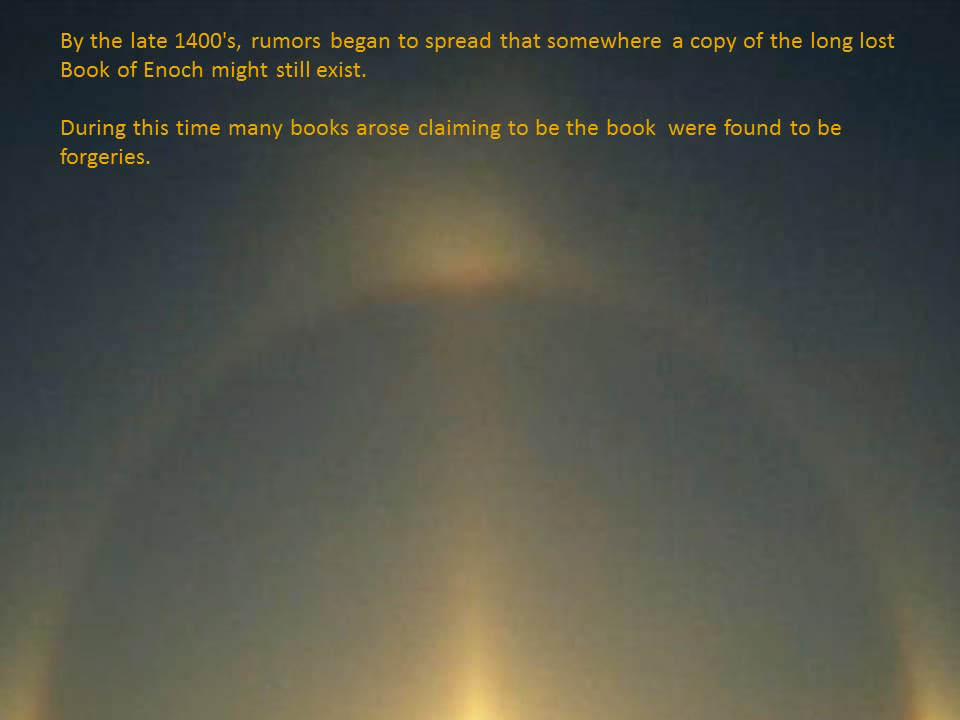 By the late 1400's, rumors began to spread that somewhere a copy of the long lost
Book of Enoch might still exist.
During this time many books arose claiming to be the book were found to be
forgeries.